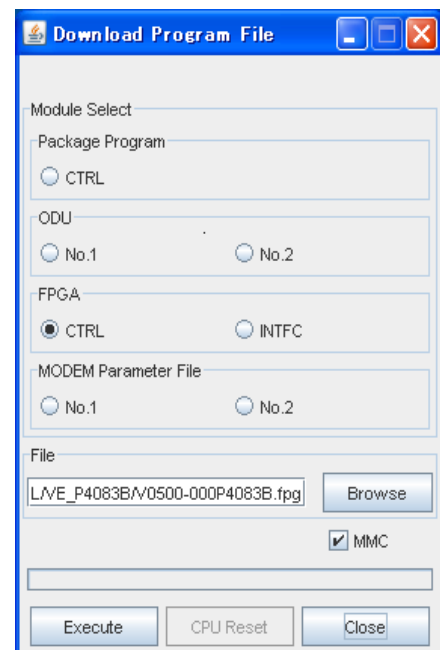 Download Program File
Module Select
Package Program
CTRL
ODU
No.1 No.2
FPGA
CTRL INTFC
MODEM Parameter File
No.1 No.2
File
L/VE_P4083B/V0500-000P4083B.fpg Browse
MMC
Execute CPU Reset Close